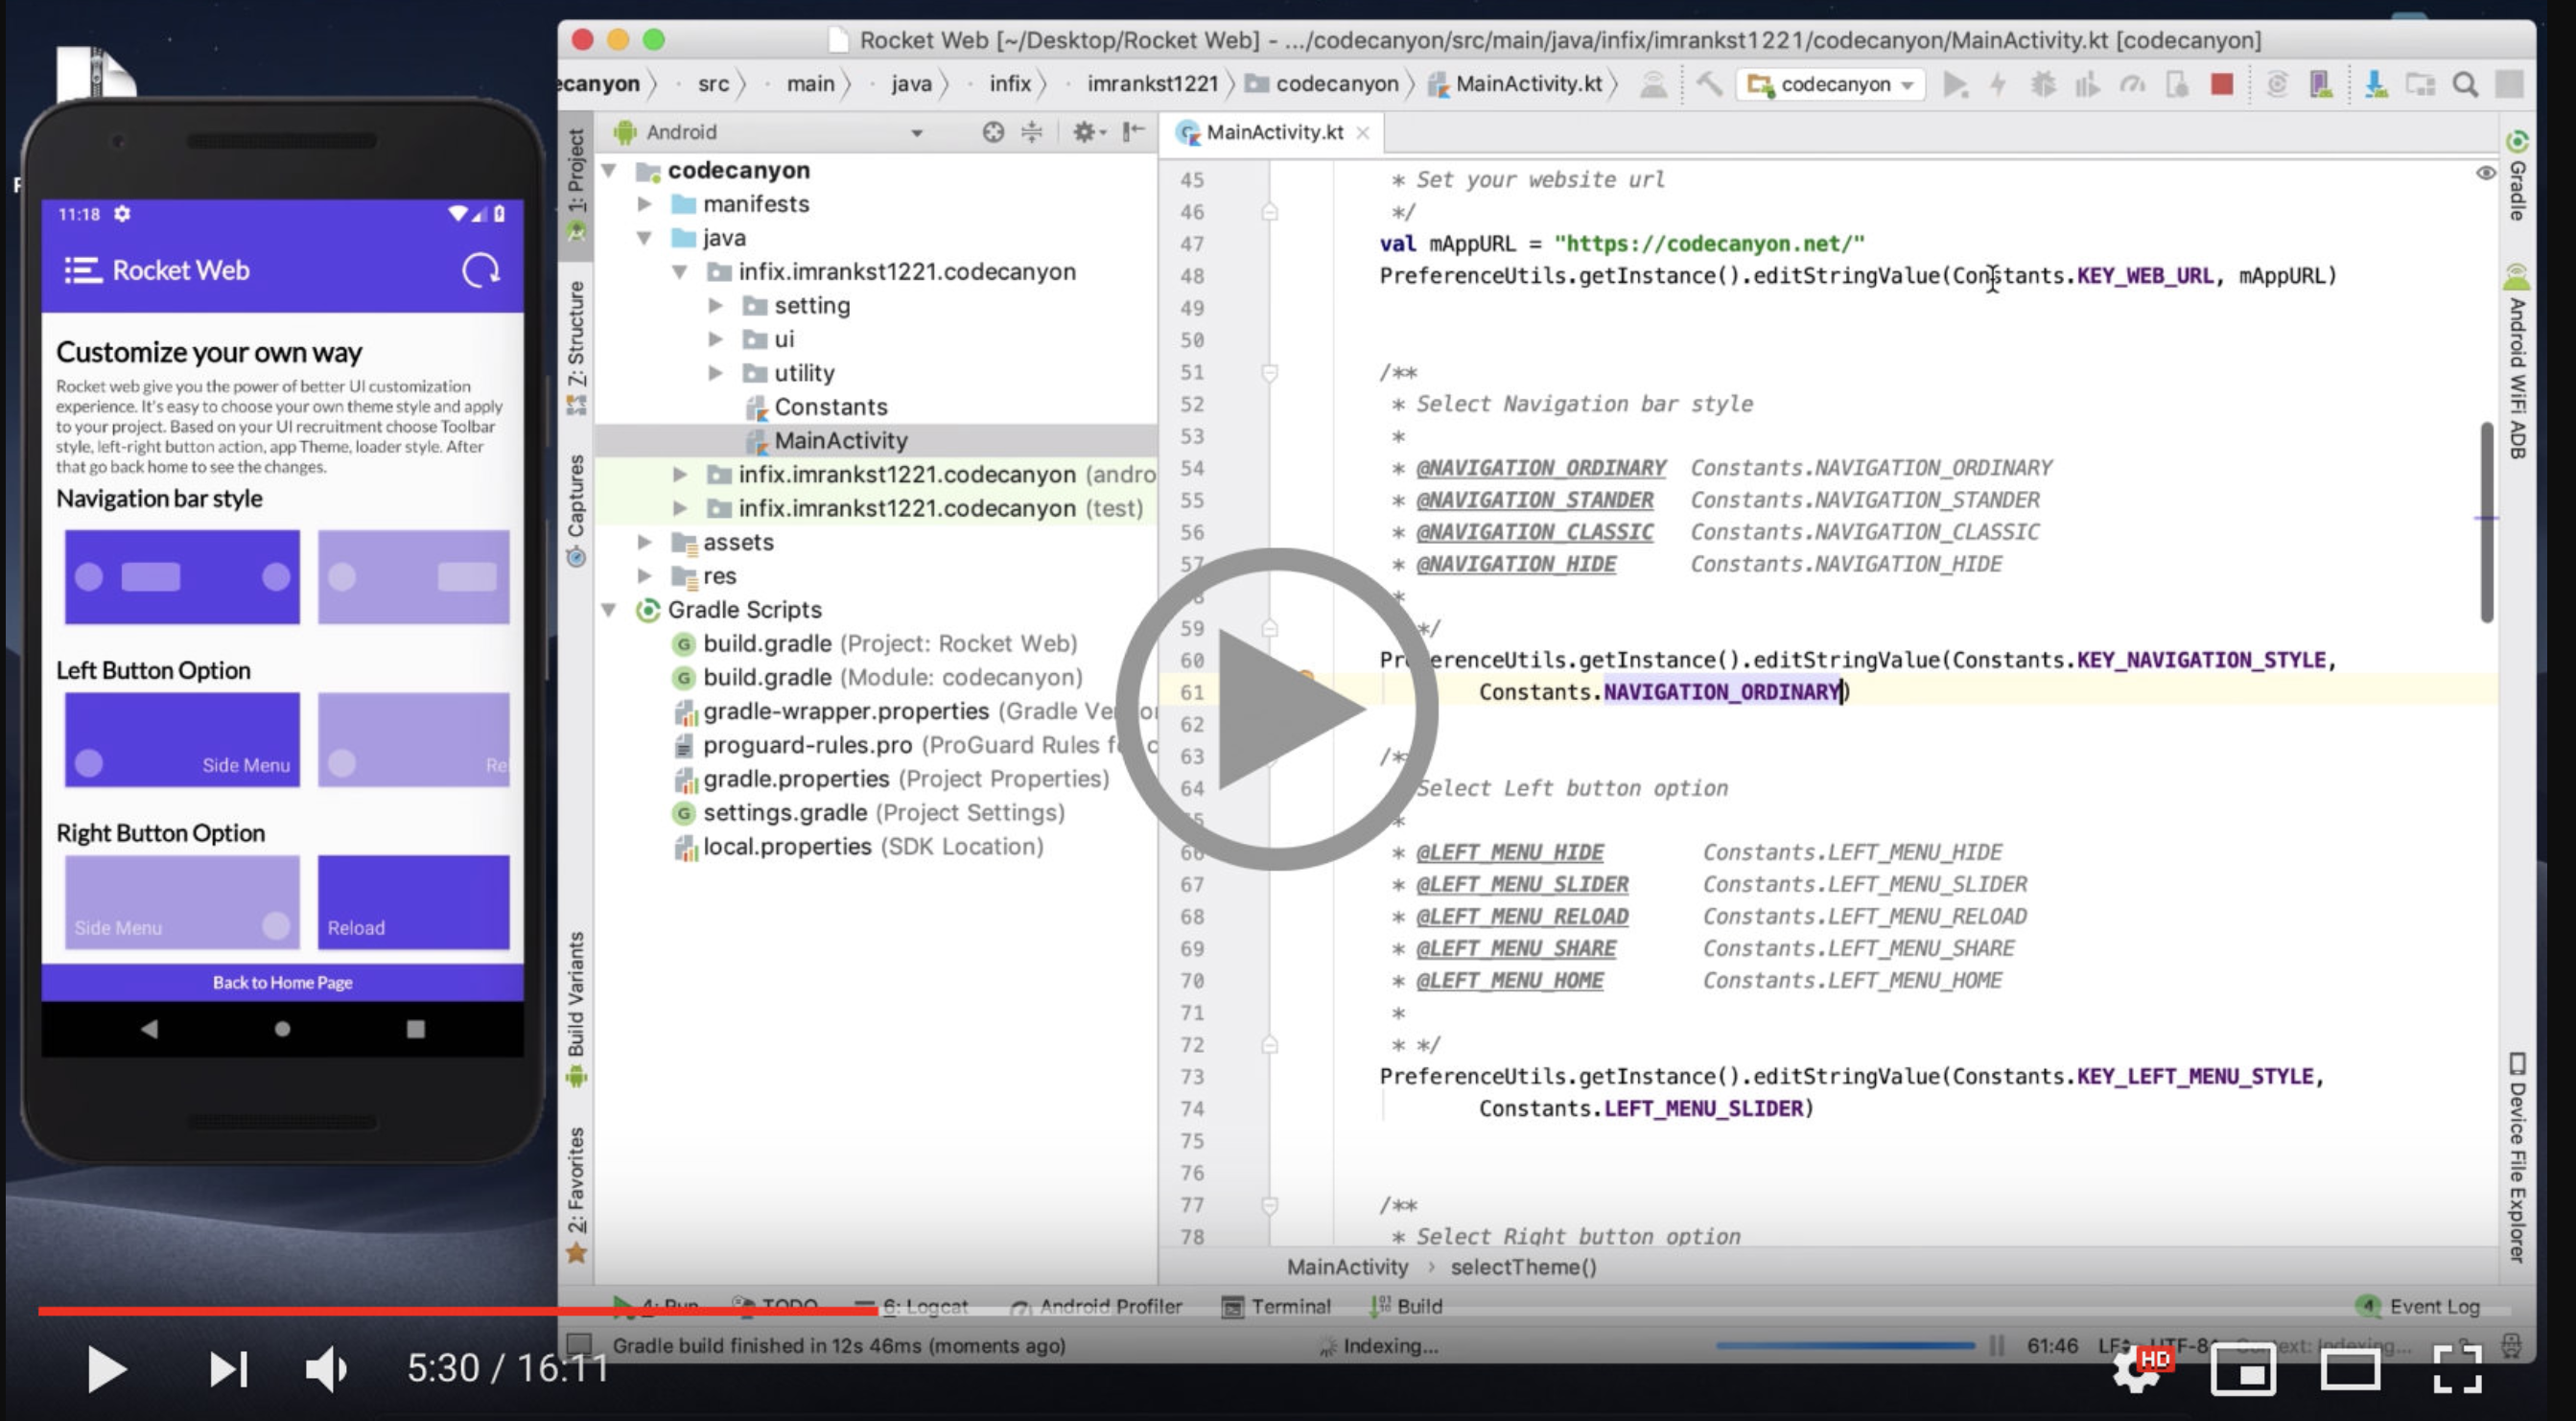 Rocket Web [~/Desktop/Rocket Web] - .../codecanyon/src/main/java/infix/imrankst1221/codecanyon/MainActivity.kt [codecanyon]
ecanyon src main java infix imrankst1221 codecanyon MainActivity.kt codecanyon
11:18
Rocket Web
Customize your own way
Rocket web give you the power of better UI customization
experience. It's easy to choose your own theme style and apply
to your project. Based on your UI recruitment choose Toolbar
style, left-right button action, app Theme, loader style. After
that go back home to see the changes.
Navigation bar style
Left Button Option
Side Menu
Rel
Right Button Option
Side Menu
Reload
Back to Home Page
1: Project
7: Structure
Captures
Build Variants
2: Favorites
Android
codecanyon
manifests
java
infix.imrankst1221.codecanyon
setting
ui
utility
Constants
MainActivity
infix.imrankst1221.codecanyon (andro
infix.imrankst1221.codecanyon (test)
assets
res
Gradle Scripts
build.gradle (Project: Rocket Web)
build.gradle (Module: codecanyon)
gradle-wrapper.properties (Gradle Ve
proguard-rules.pro (ProGuard Rules
gradle.properties (Project Properties)
settings.gradle (Project Settings)
local.properties (SDK Location)
MainActivity.kt
45 * Set your website url
46 */
47 val mAppURL = "https://codecanyon.net/"
48 PreferenceUtils.getInstance().editStringValue(Constants.KEY_WEB_URL, mAppURL)
49
50
51 /**
52 * Select Navigation bar style
53 *
54 * @NAVIGATION_ORDINARY Constants.NAVIGATION_ORDINARY
55 * @NAVIGATION_STANDER Constants.NAVIGATION_STANDER
56 * @NAVIGATION_CLASSIC Constants.NAVIGATION_CLASSIC
57 * @NAVIGATION_HIDE Constants.NAVIGATION_HIDE
*
59 */
60 PreferenceUtils.getInstance().editStringValue(Constants.KEY_NAVIGATION_STYLE,
61 Constants.NAVIGATION_ORDINARY)
62
63 /*
64 Select Left button option
*
66 * @LEFT_MENU_HIDE Constants.LEFT_MENU_HIDE
67 * @LEFT_MENU_SLIDER Constants.LEFT_MENU_SLIDER
68 * @LEFT_MENU_RELOAD Constants.LEFT_MENU_RELOAD
69 * @LEFT_MENU_SHARE Constants.LEFT_MENU_SHARE
70 * @LEFT_MENU_HOME Constants.LEFT_MENU_HOME
71 *
72 * */
73 PreferenceUtils.getInstance().editStringValue(Constants.KEY_LEFT_MENU_STYLE,
74 Constants.LEFT_MENU_SLIDER)
75
76
77 /**
78 * Select Right button option
MainActivity › selectTheme()
Gradle
Android WiFi ADB
Device File Explorer
4: Run TODO 6: Logcat Android Profiler Terminal Build 4 Event Log
Gradle build finished in 12s 46ms (moments ago) Indexing... 61:46 LF UTF-8 Context: Indexing...
5:30 / 16:11 HD